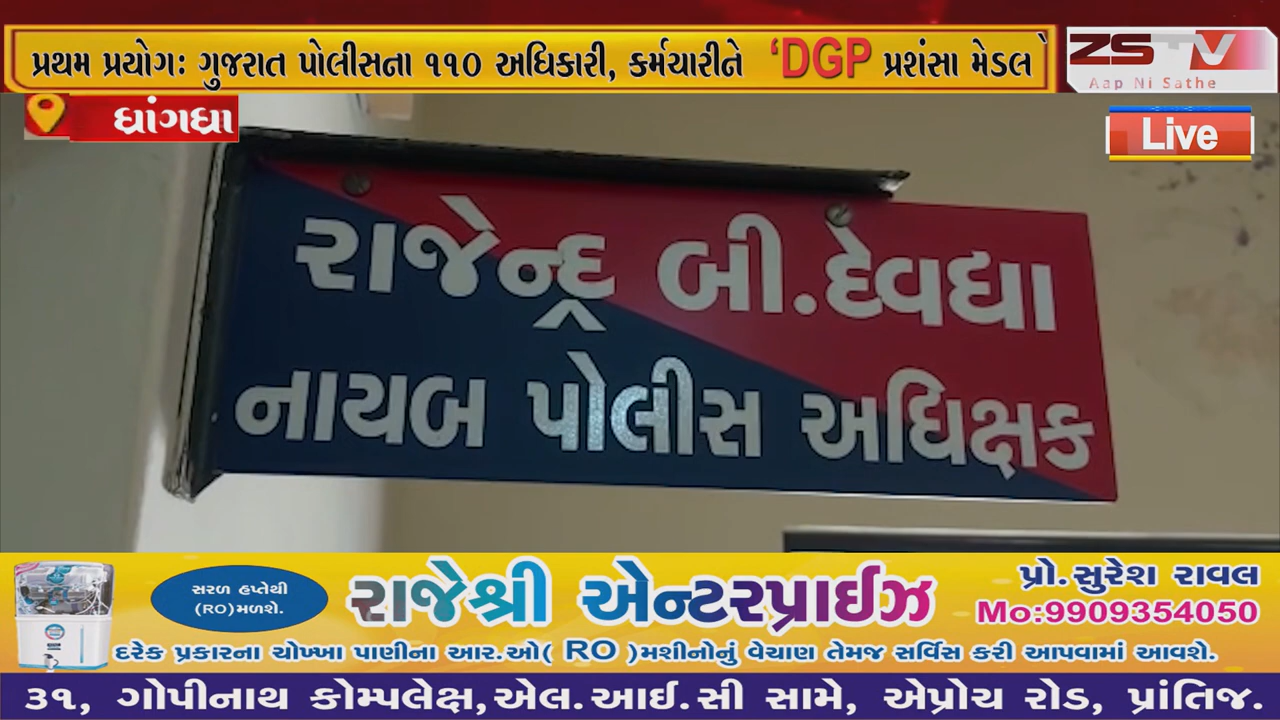 પ્રથમ પ્રયોગઃ ગુજરાત પોલીસના ૧૧૦ અધિકારી, કર્મચારીને ‘DGP પ્રશંસા મેડલ’
ZS TV
Aap Ni Sathe
ધ્રાંગધ્રા
Live
રાજેન્દ્ર બી.દેવધા
નાયબ પોલીસ અધિક્ષક
સરળ હપ્તેથી
(RO)મળશે.
રાજેશ્રી એન્ટરપ્રાઈઝ
પ્રો.સુરેશ રાવલ
Mo:9909354050
દરેક પ્રકારના ચોખ્ખા પાણીના આર.ઓ( RO )મશીનોનું વેચાણ તેમજ સર્વિસ કરી આપવામાં આવશે.
૩૧, ગોપીનાથ કોમ્પલેક્ષ,એલ.આઈ.સી સામે, એપ્રોચ રોડ, પ્રાંતિજ.